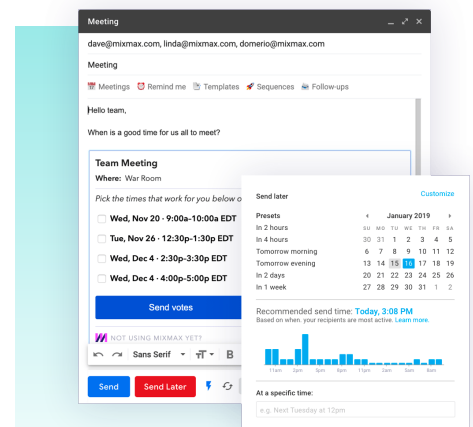 Meeting
dave@mixmax.com, linda@mixmax.com, domerio@mixmax.com
Meeting
Meetings Remind me Templates Sequences Follow-ups
Hello team,
When is a good time for us all to meet?
Team Meeting
Where: War Room
Pick the times that work for you below o
Wed, Nov 20 · 9:00a-10:00a EDT
Tue, Nov 26 · 12:30p-1:30p EDT
Wed, Dec 4 · 2:30p-3:30p EDT
Wed, Dec 4 · 4:00p-5:00p EDT
Send votes
NOT USING MIXMAX YET?
Sans Serif TT B
Send Send Later
Send later Customize
Presets January 2019
In 2 hours SU MO TU WE TH FR SA
In 4 hours 30 31 1 2 3 4 5
Tomorrow morning 6 7 8 9 10 11 12
Tomorrow evening 13 14 15 16 17 18 19
In 2 days 20 21 22 23 24 25 26
In 1 week 27 28 29 30 31 1 2
Recommended send time: Today, 3:08 PM
Based on when your recipients are most active. Learn more.
11am 2pm 5pm 8pm 11pm 2am 5am 8am
At a specific time:
e.g. Next Tuesday at 12pm